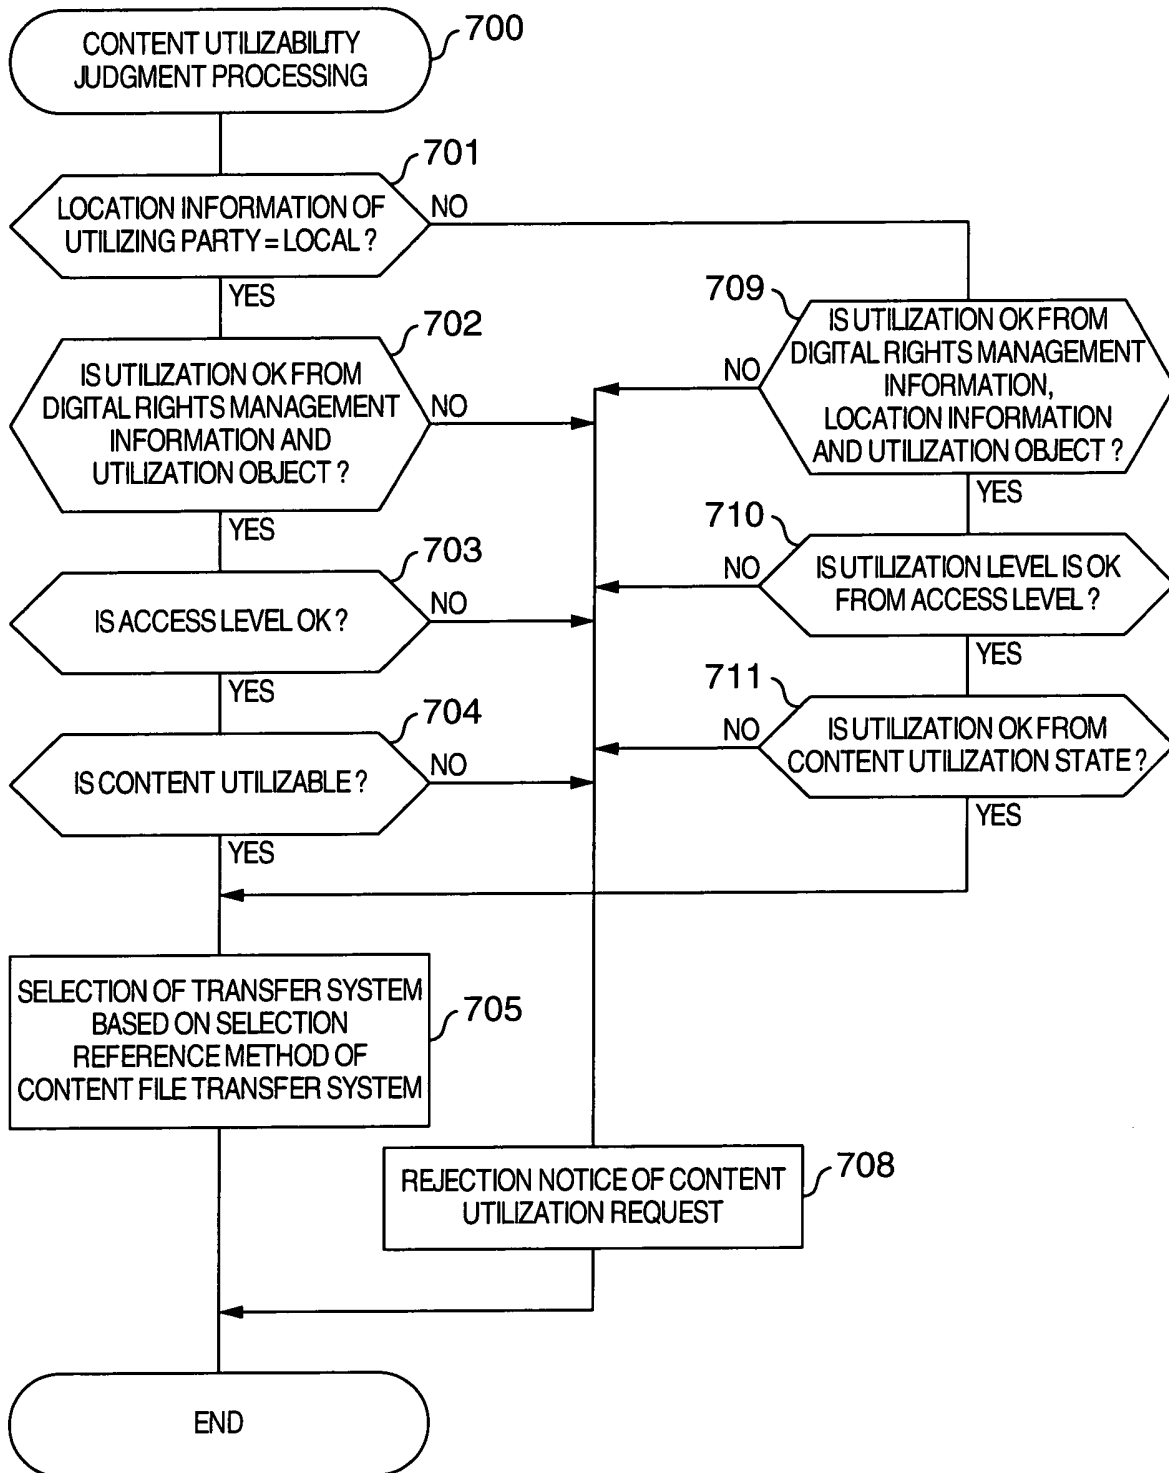 CONTENT UTILIZABILITY
JUDGMENT PROCESSING
700
701
LOCATION INFORMATION OF
UTILIZING PARTY = LOCAL ?
NO
YES
702
IS UTILIZATION OK FROM
DIGITAL RIGHTS MANAGEMENT
INFORMATION AND
UTILIZATION OBJECT ?
NO
YES
703
IS ACCESS LEVEL OK ?
NO
YES
704
IS CONTENT UTILIZABLE ?
NO
YES
709
IS UTILIZATION OK FROM
DIGITAL RIGHTS MANAGEMENT
INFORMATION,
LOCATION INFORMATION
AND UTILIZATION OBJECT ?
NO
YES
710
IS UTILIZATION LEVEL IS OK
FROM ACCESS LEVEL ?
NO
YES
711
IS UTILIZATION OK FROM
CONTENT UTILIZATION STATE ?
NO
YES
SELECTION OF TRANSFER SYSTEM
BASED ON SELECTION
REFERENCE METHOD OF
CONTENT FILE TRANSFER SYSTEM
705
REJECTION NOTICE OF CONTENT
UTILIZATION REQUEST
708
END